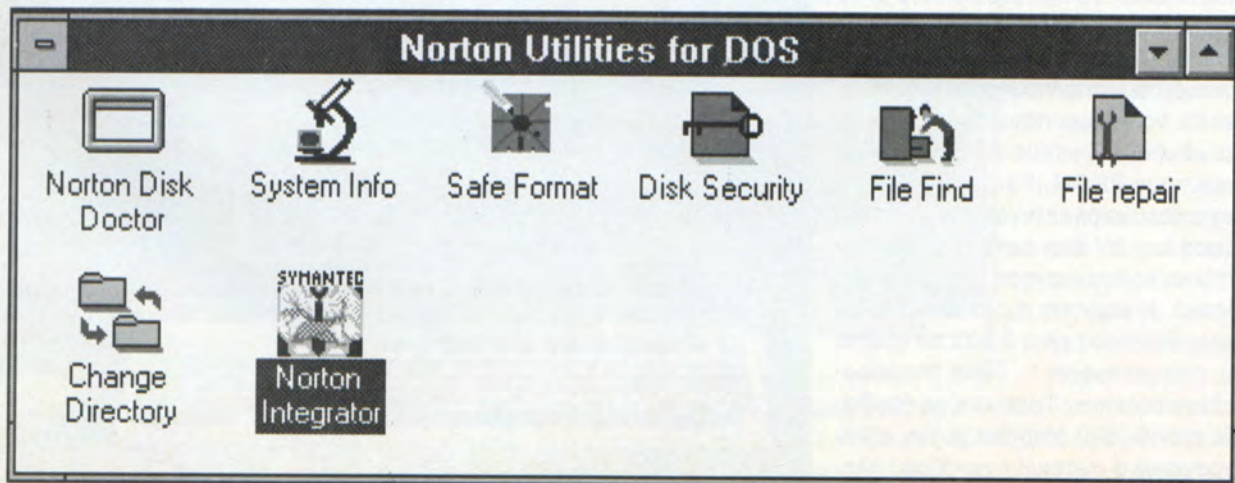 Norton Utilities for DOS
Norton Disk
Doctor
System Info
Safe Format
Disk Security
File Find
File repair
Change
Directory
SYMANTEC
Norton
Integrator